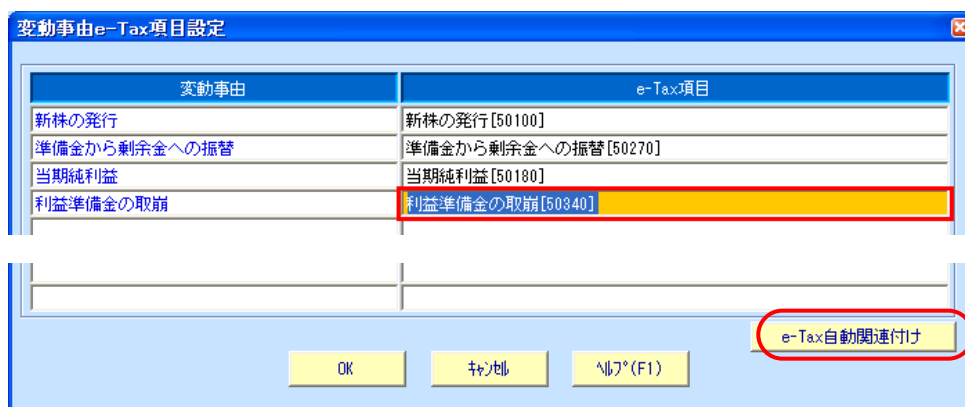 変動事由e-Tax項目設定
変動事由 e-Tax項目
新株の発行 新株の発行[50100]
準備金から剰余金への振替 準備金から剰余金への振替[50270]
当期純利益 当期純利益[50180]
利益準備金の取崩 利益準備金の取崩[50340]
e-Tax自動関連付け
OK ｷｬﾝｾﾙ ﾍﾙﾌﾟ(F1)